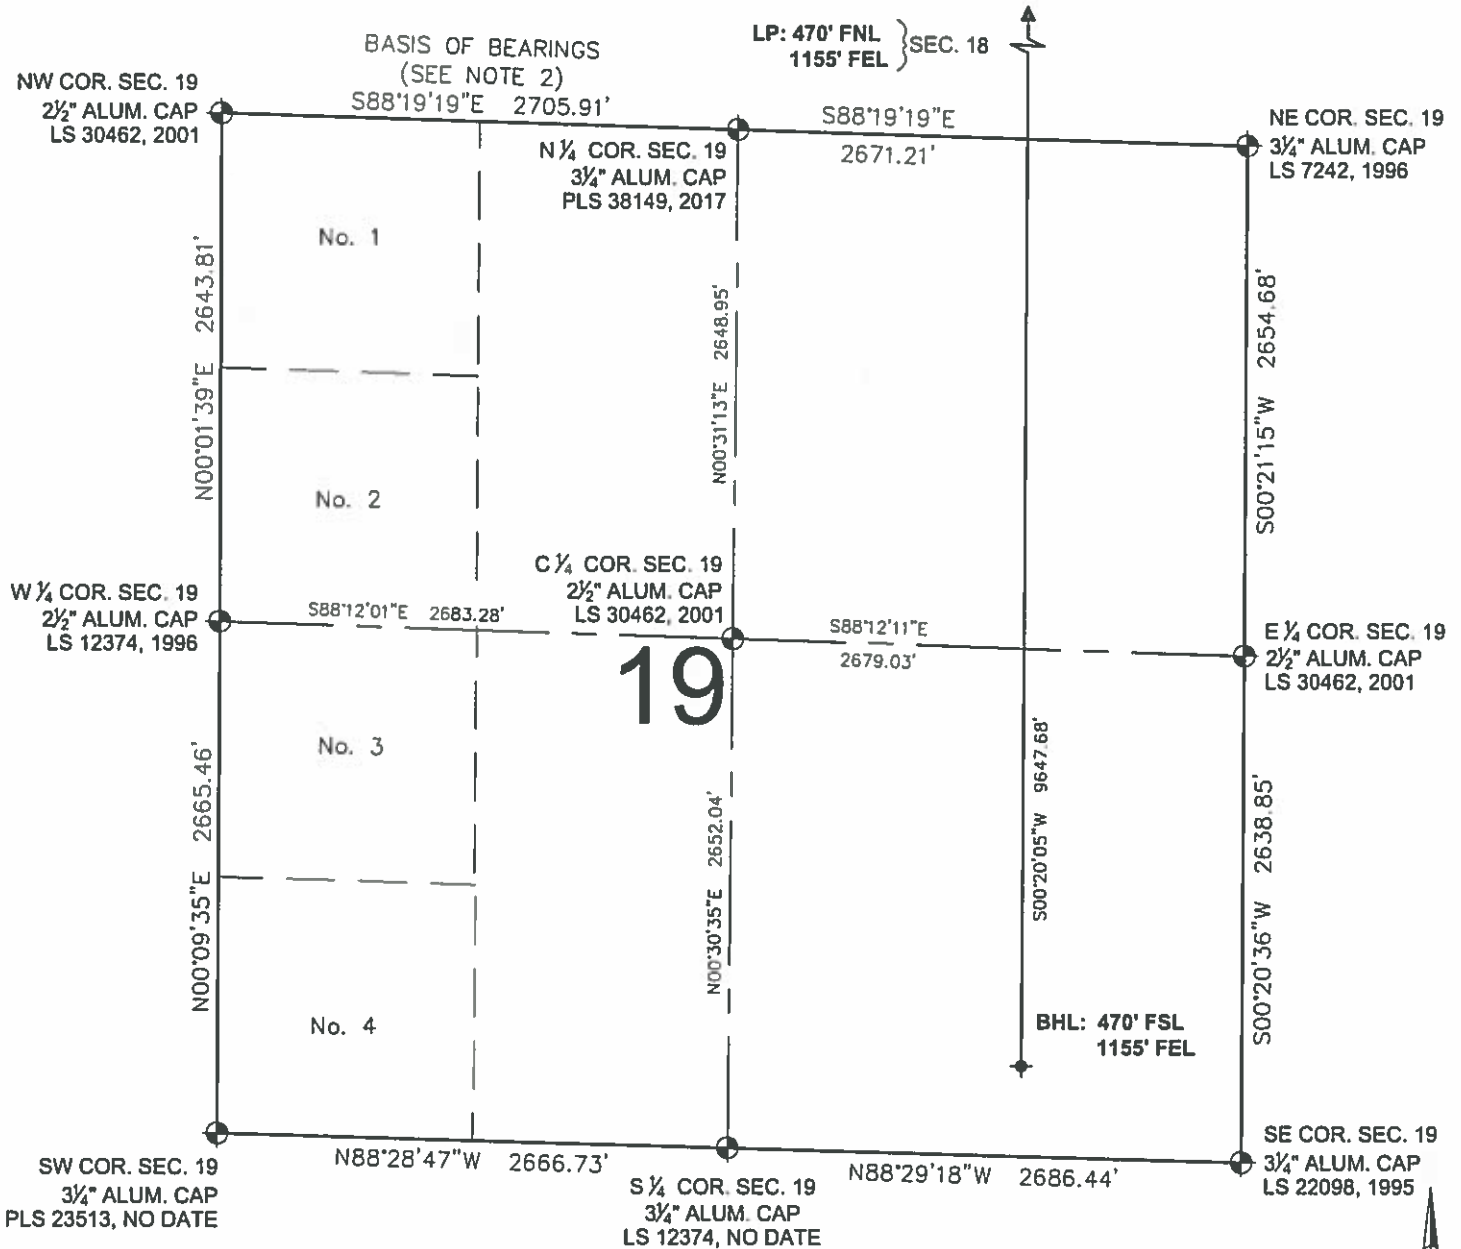 LP: 470' FNL
1155' FEL
SEC. 18
BASIS OF BEARINGS
(SEE NOTE 2)
S88°19'19"E 2705.91'
NW COR. SEC. 19
2½" ALUM. CAP
LS 30462, 2001
S88°19'19"E
2671.21'
NE COR. SEC. 19
3¼" ALUM. CAP
LS 7242, 1996
N ¼ COR. SEC. 19
3¼" ALUM. CAP
PLS 38149, 2017
No. 1
N00°01'39"E 2643.81'
N00°31'13"E 2648.95'
S00°21'15"W 2654.68'
No. 2
C ¼ COR. SEC. 19
2½" ALUM. CAP
LS 30462, 2001
W ¼ COR. SEC. 19
2½" ALUM. CAP
LS 12374, 1996
S88°12'01"E 2683.28'
S88°12'11"E
2679.03'
E ¼ COR. SEC. 19
2½" ALUM. CAP
LS 30462, 2001
19
No. 3
N00°09'35"E 2665.46'
N00°30'35"E 2652.04'
S00°20'05"W 9647.68'
S00°20'36"W 2638.85'
No. 4
BHL: 470' FSL
1155' FEL
SW COR. SEC. 19
3¼" ALUM. CAP
PLS 23513, NO DATE
N88°28'47"W 2666.73'
S ¼ COR. SEC. 19
3¼" ALUM. CAP
LS 12374, NO DATE
N88°29'18"W 2686.44'
SE COR. SEC. 19
3¼" ALUM. CAP
LS 22098, 1995